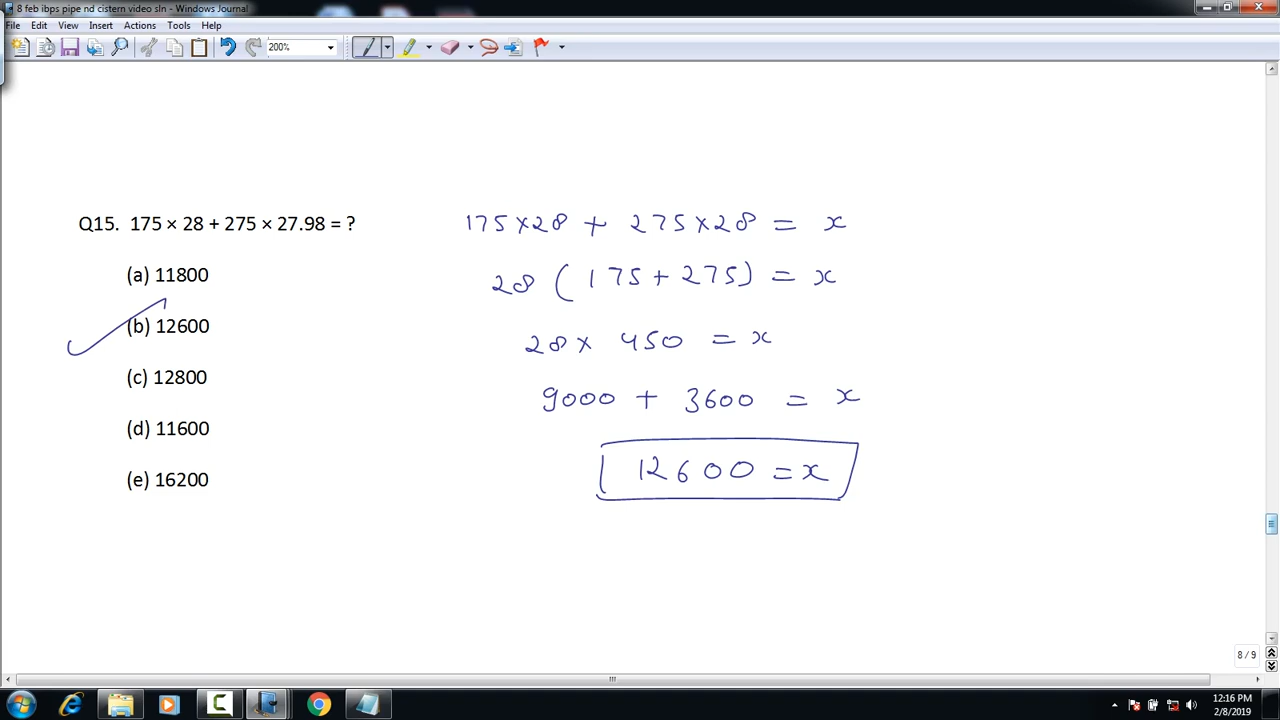 8 feb ibps pipe nd cistern video sln - Windows Journal
File Edit View Insert Actions Tools Help
200%
Q15. 175 × 28 + 275 × 27.98 = ?
(a) 11800
(b) 12600
(c) 12800
(d) 11600
(e) 16200
175×28 + 275×28 = x
28 (175+275) = x
28× 450 = x
9000 + 3600 = x
12600 = x
8 / 9
12:16 PM
2/8/2019